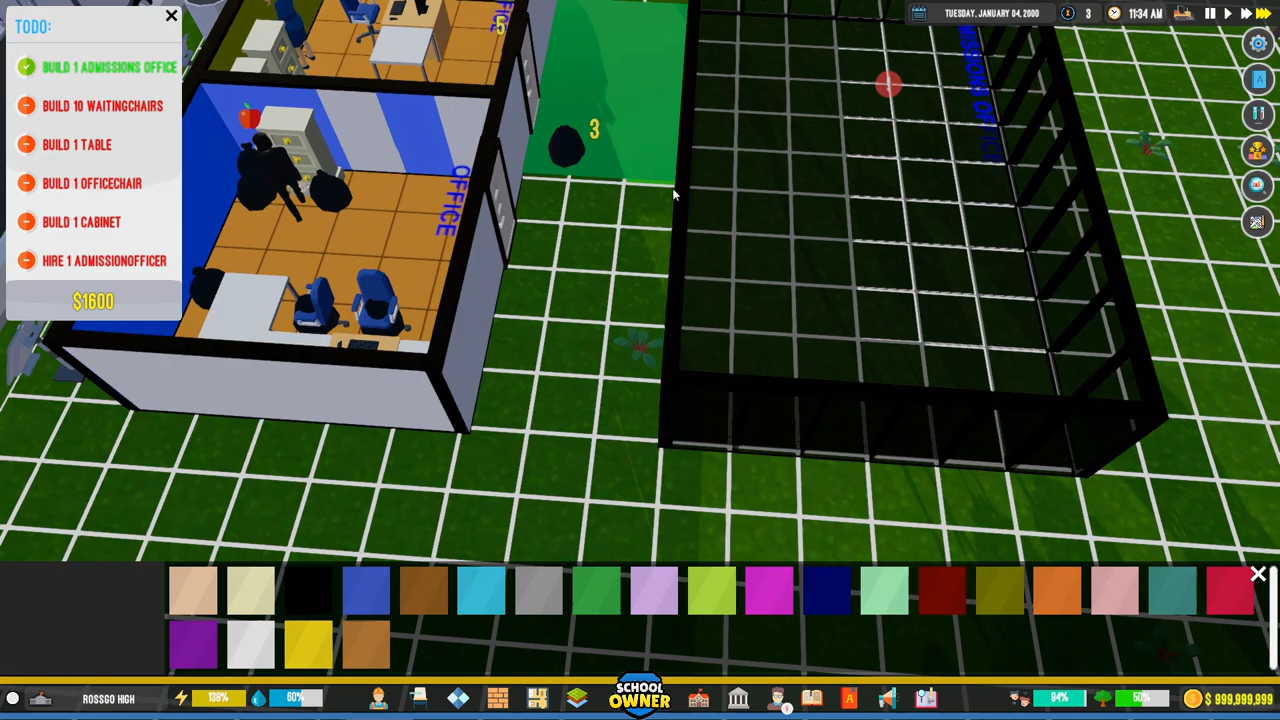 TODO:
BUILD 1 ADMISSIONS OFFICE
BUILD 10 WAITINGCHAIRS
BUILD 1 TABLE
BUILD 1 OFFICECHAIR
BUILD 1 CABINET
HIRE 1 ADMISSIONOFFICER
$1600
TUESDAY, JANUARY 04, 2000
3
11:34 AM
5
3
OFFICE
ROSSGO HIGH
138%
60%
SCHOOL
OWNER
94%
50%
$ 999,999,999